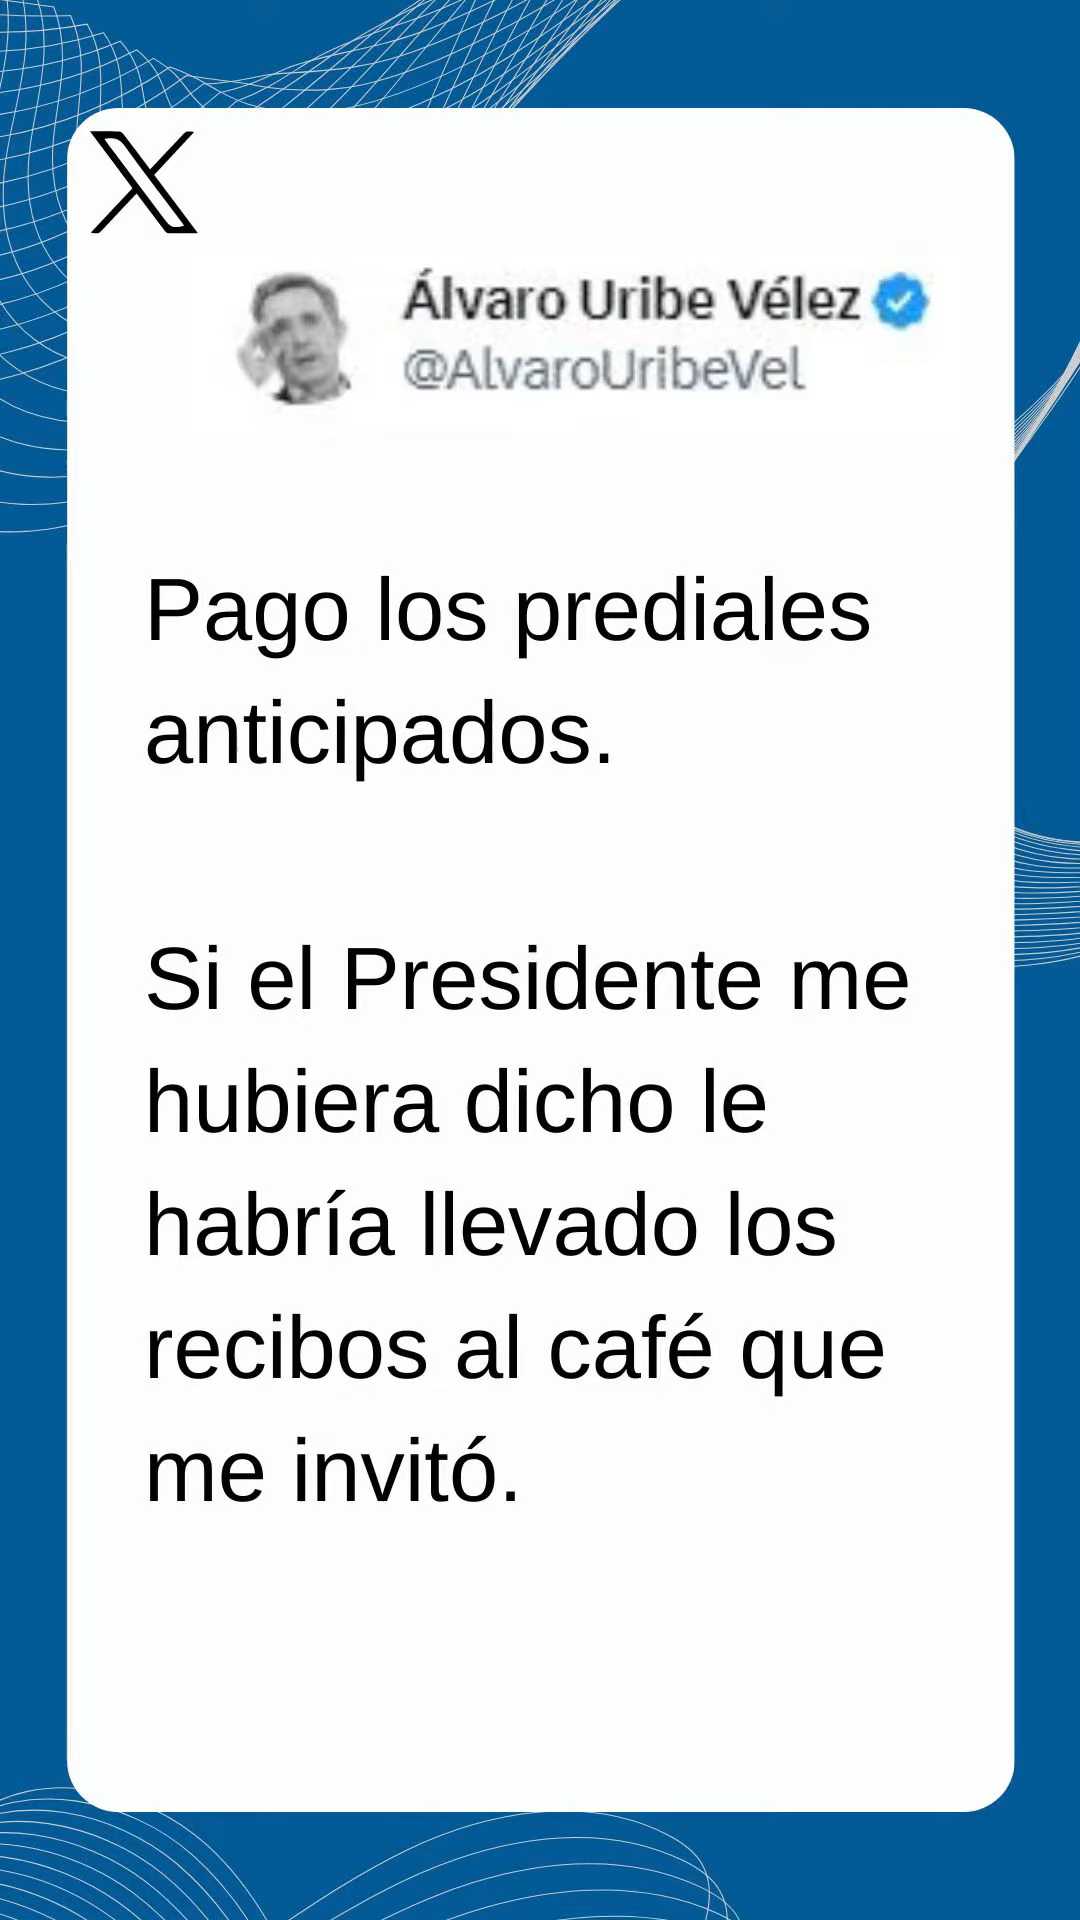 Álvaro Uribe Vélez
@AlvaroUribeVel
Pago los prediales
anticipados.
Si el Presidente me
hubiera dicho le
habría llevado los
recibos al café que
me invitó.